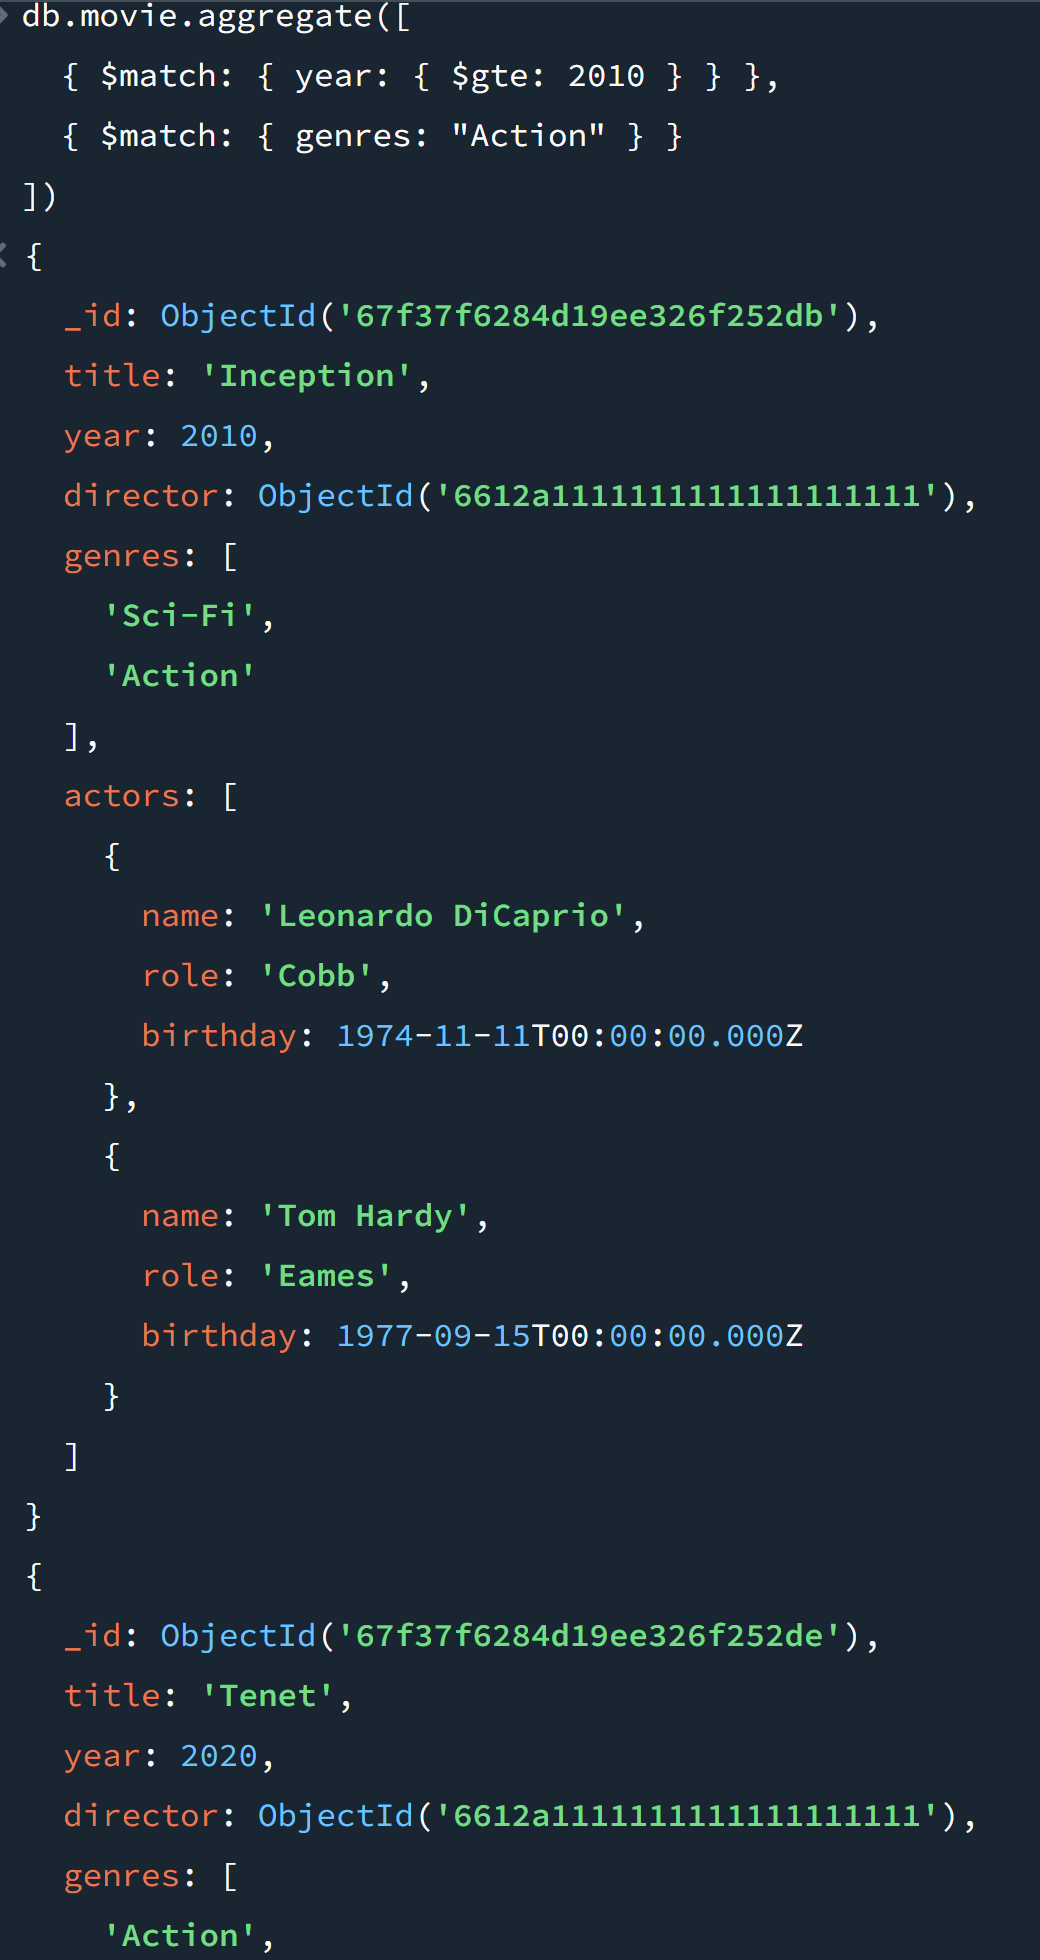 db.movie.aggregate([
{ $match: { year: { $gte: 2010 } } },
{ $match: { genres: "Action" } }
])
{
_id: ObjectId('67f37f6284d19ee326f252db'),
title: 'Inception',
year: 2010,
director: ObjectId('6612a1111111111111111111'),
genres: [
'Sci-Fi',
'Action'
],
actors: [
{
name: 'Leonardo DiCaprio',
role: 'Cobb',
birthday: 1974-11-11T00:00:00.000Z
},
{
name: 'Tom Hardy',
role: 'Eames',
birthday: 1977-09-15T00:00:00.000Z
}
]
}
{
_id: ObjectId('67f37f6284d19ee326f252de'),
title: 'Tenet',
year: 2020,
director: ObjectId('6612a1111111111111111111'),
genres: [
'Action',